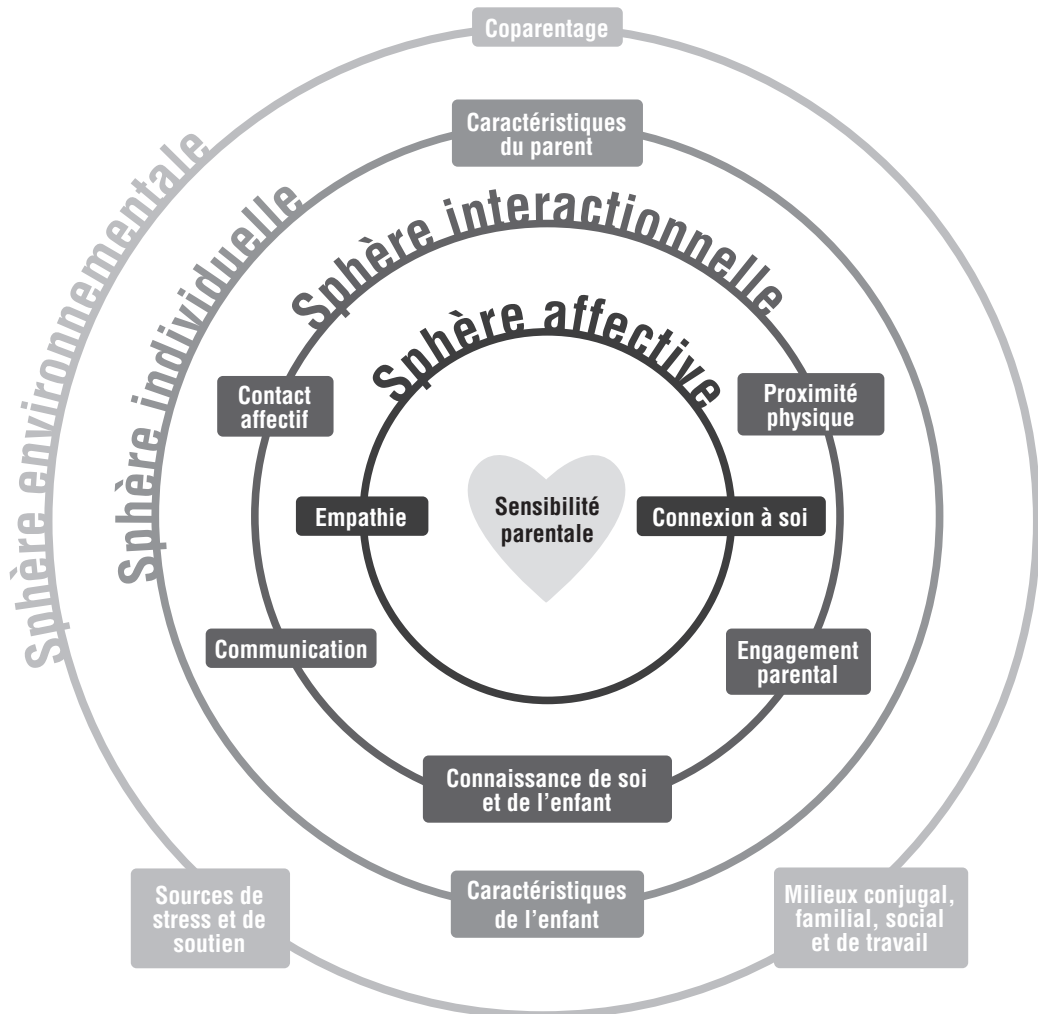 Coparentage
Caractéristiques
du parent
Sphère environnementale
Sphère individuelle
Sphère interactionnelle
Sphère affective
Contact
affectif
Proximité
physique
Empathie
Sensibilité
parentale
Connexion à soi
Communication
Engagement
parental
Connaissance de soi
et de l'enfant
Sources de
stress et de
soutien
Caractéristiques
de l'enfant
Milieux conjugal,
familial, social
et de travail